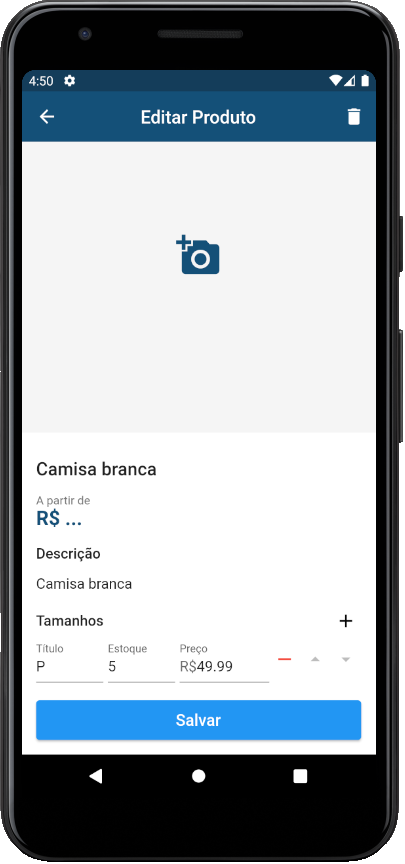 4:50
Editar Produto
Camisa branca
A partir de
R$ ...
Descrição
Camisa branca
Tamanhos
Título Estoque Preço
P 5 R$49.99
Salvar